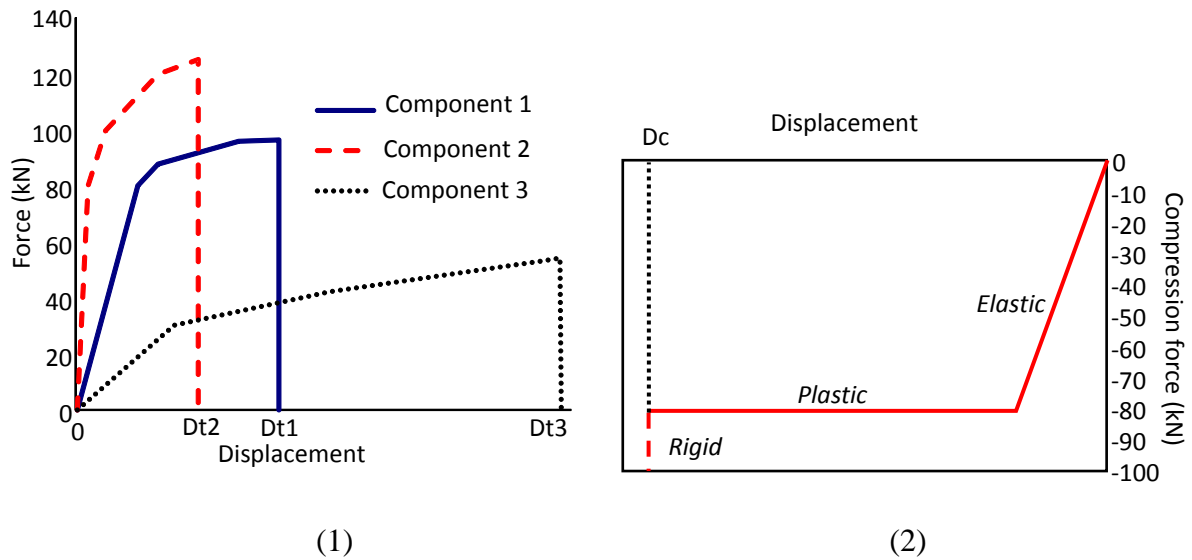 140
120
100
80
60
40
20
0
Force (kN)
Component 1
Component 2
Component 3
0
Dt2
Dt1
Dt3
Displacement
(1)
Displacement
Dc
0
-10
-20
-30
-40
-50
-60
-70
-80
-90
-100
Compression force (kN)
Elastic
Plastic
Rigid
(2)